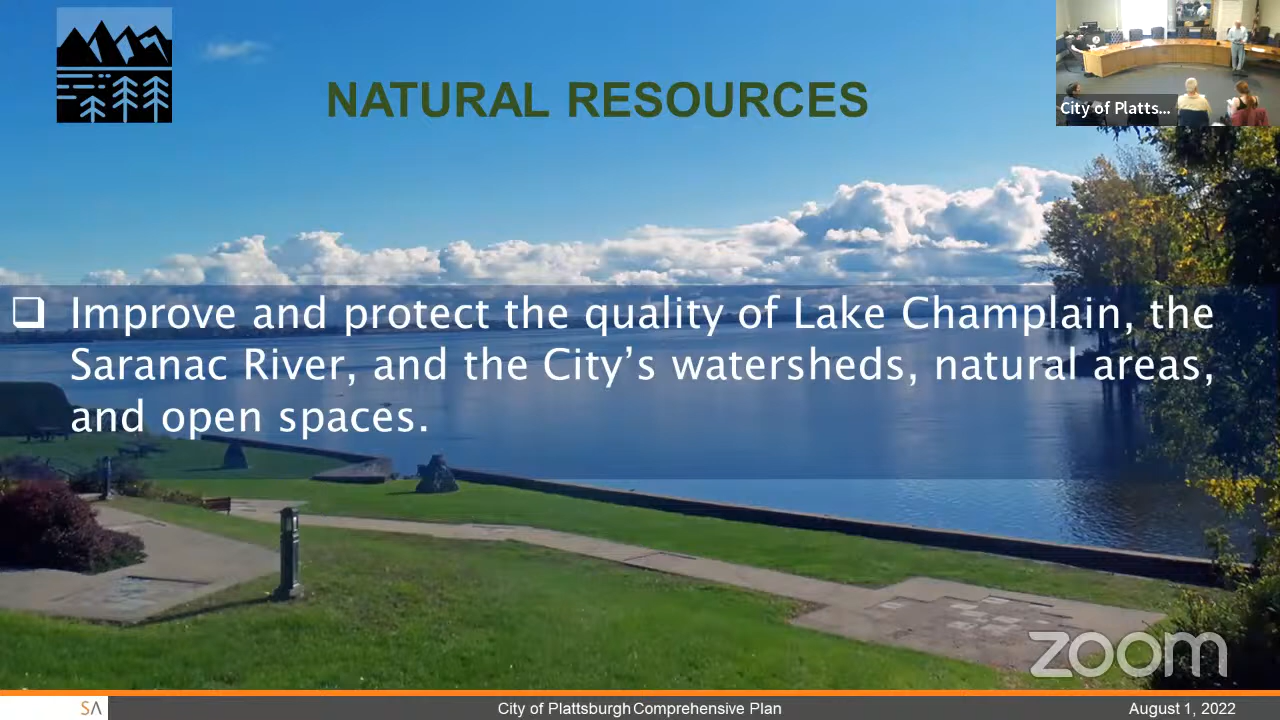 NATURAL RESOURCES
City of Platts...
❑ Improve and protect the quality of Lake Champlain, the
Saranac River, and the City’s watersheds, natural areas,
and open spaces.
zoom
SA
City of Plattsburgh Comprehensive Plan
August 1, 2022